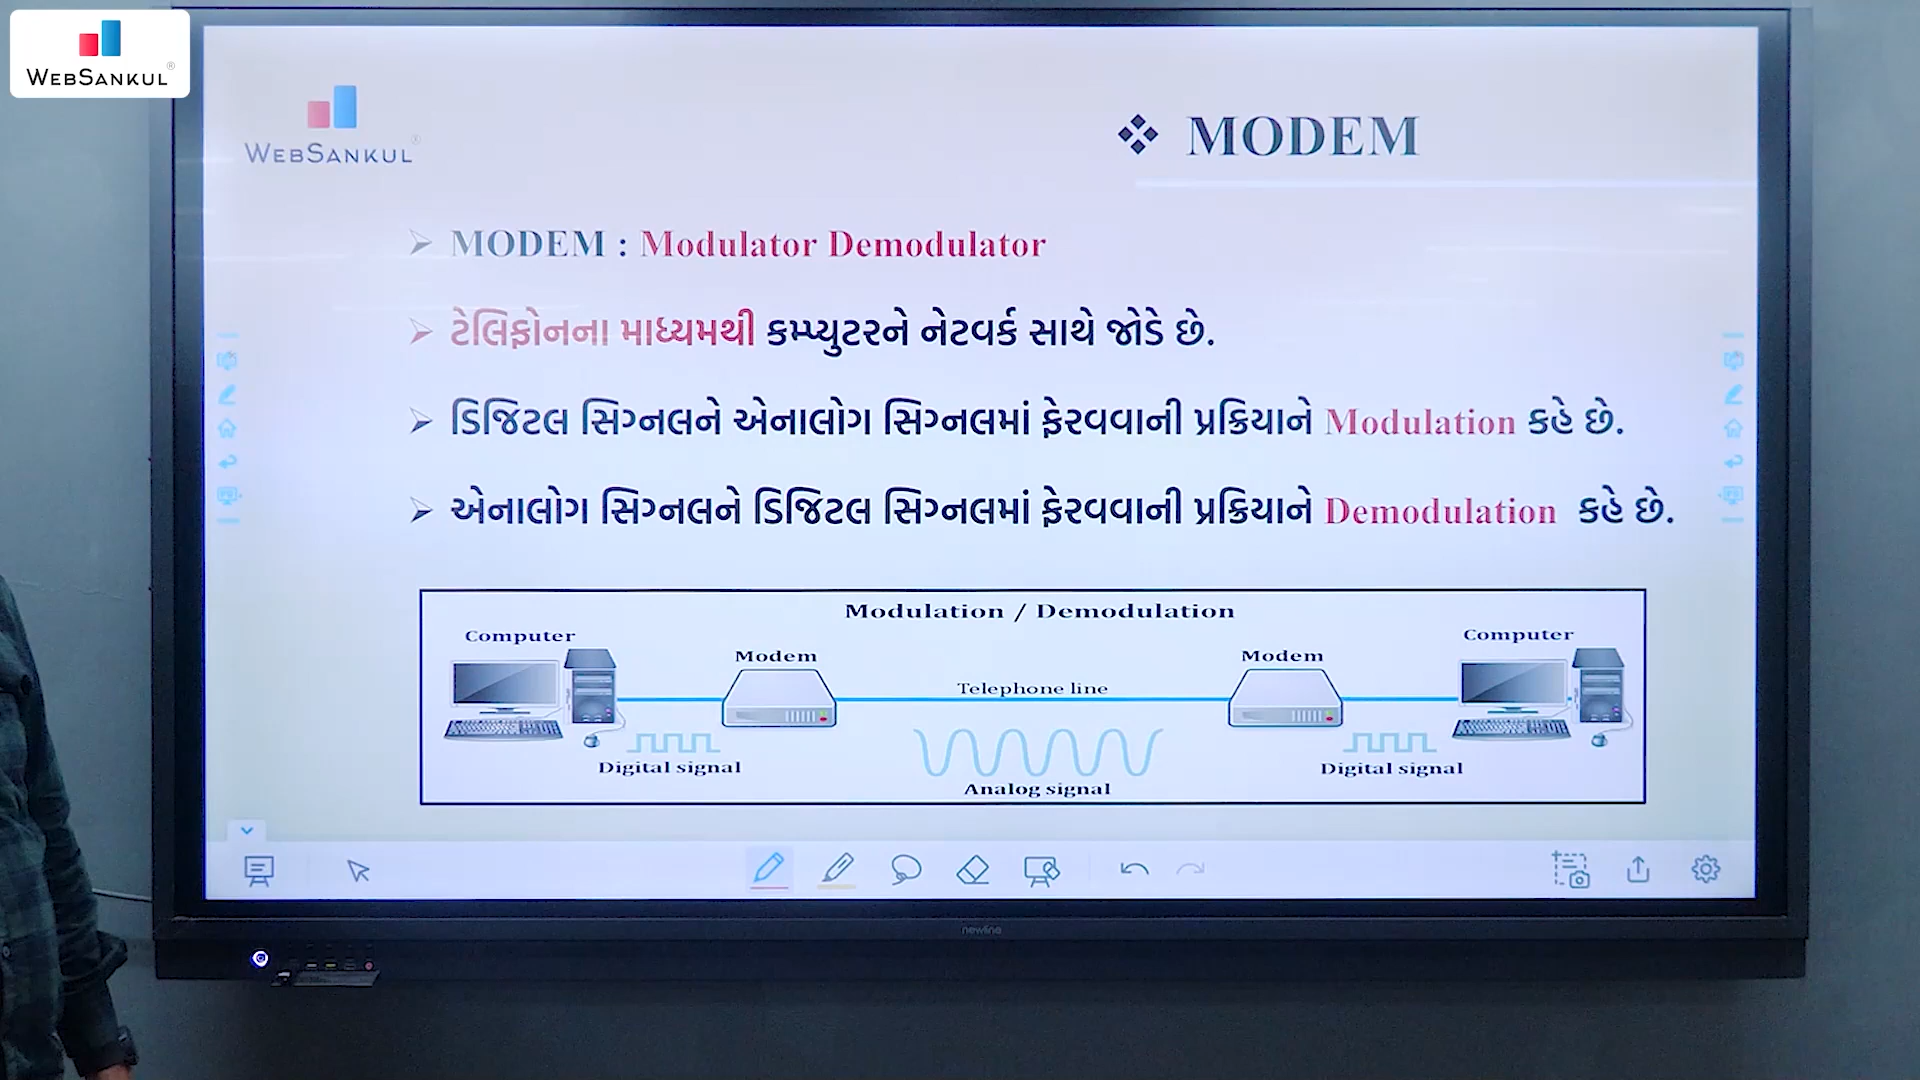 WEBSANKUL®
WEBSANKUL
❖ MODEM
➢ MODEM : Modulator Demodulator
➢ ટેલિફોનના માધ્યમથી કમ્પ્યુટરને નેટવર્ક સાથે જોડે છે.
➢ ડિજિટલ સિગ્નલને એનાલોગ સિગ્નલમાં ફેરવવાની પ્રક્રિયાને Modulation કહે છે.
➢ એનાલોગ સિગ્નલને ડિજિટલ સિગ્નલમાં ફેરવવાની પ્રક્રિયાને Demodulation કહે છે.
Modulation / Demodulation
Computer
Computer
Modem
Modem
Telephone line
Digital signal
Digital signal
Analog signal
newline